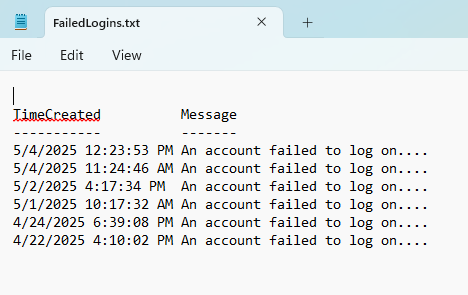 FailedLogins.txt
File Edit View
TimeCreated Message
----------- -------
5/4/2025 12:23:53 PM An account failed to log on....
5/4/2025 11:24:46 AM An account failed to log on....
5/2/2025 4:17:34 PM An account failed to log on....
5/1/2025 10:17:32 AM An account failed to log on....
4/24/2025 6:39:08 PM An account failed to log on....
4/22/2025 4:10:02 PM An account failed to log on....